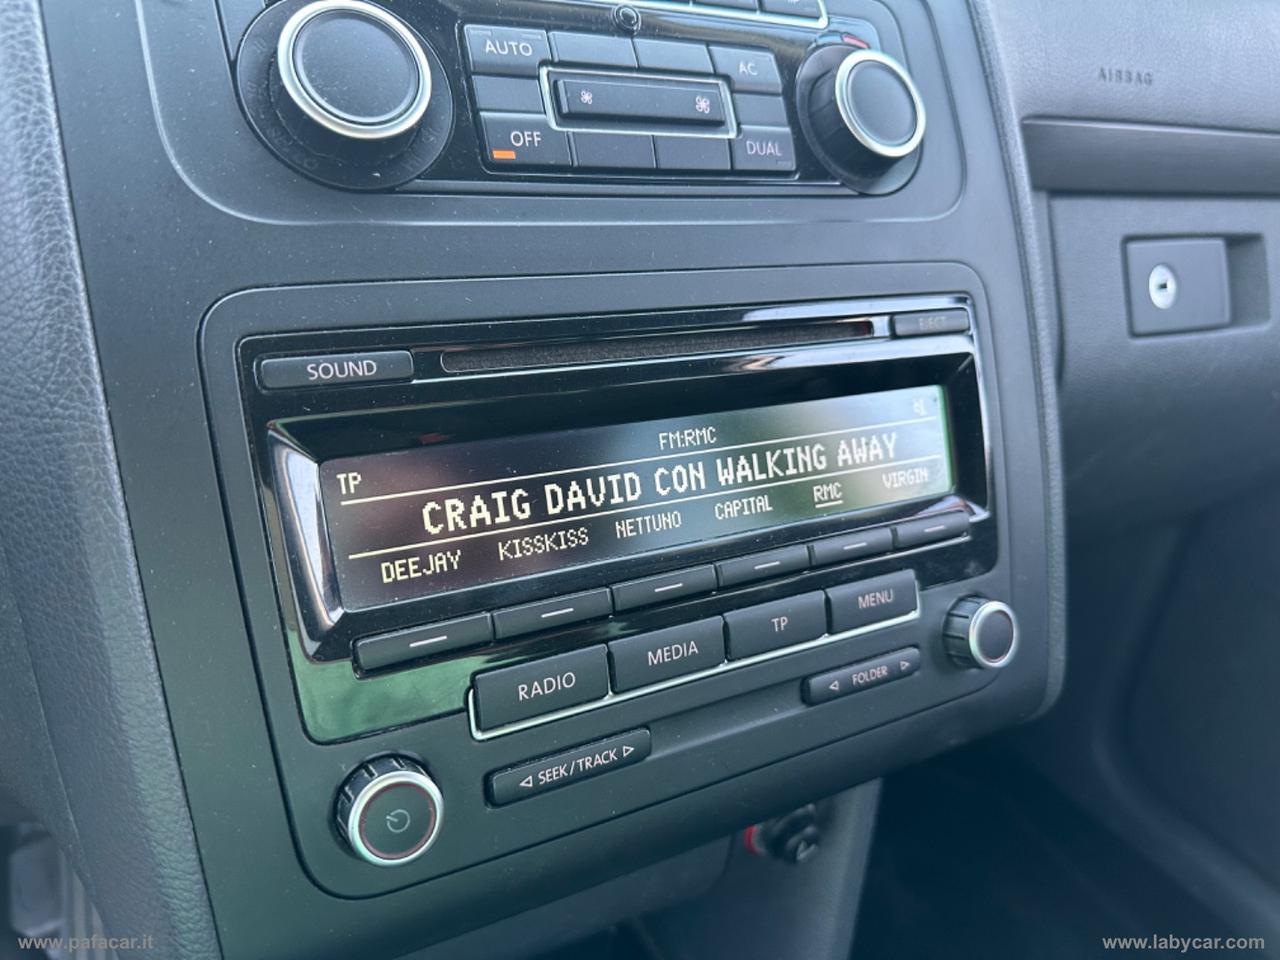 AUTO
AC
OFF
DUAL
AIRBAG
SOUND
EJECT
FM:RMC
TP
CRAIG DAVID CON WALKING AWAY
DEEJAY KISSKISS NETTUNO CAPITAL RMC VIRGIN
RADIO MEDIA TP MENU
SEEK/TRACK
FOLDER
www.pafacar.it
www.labycar.com